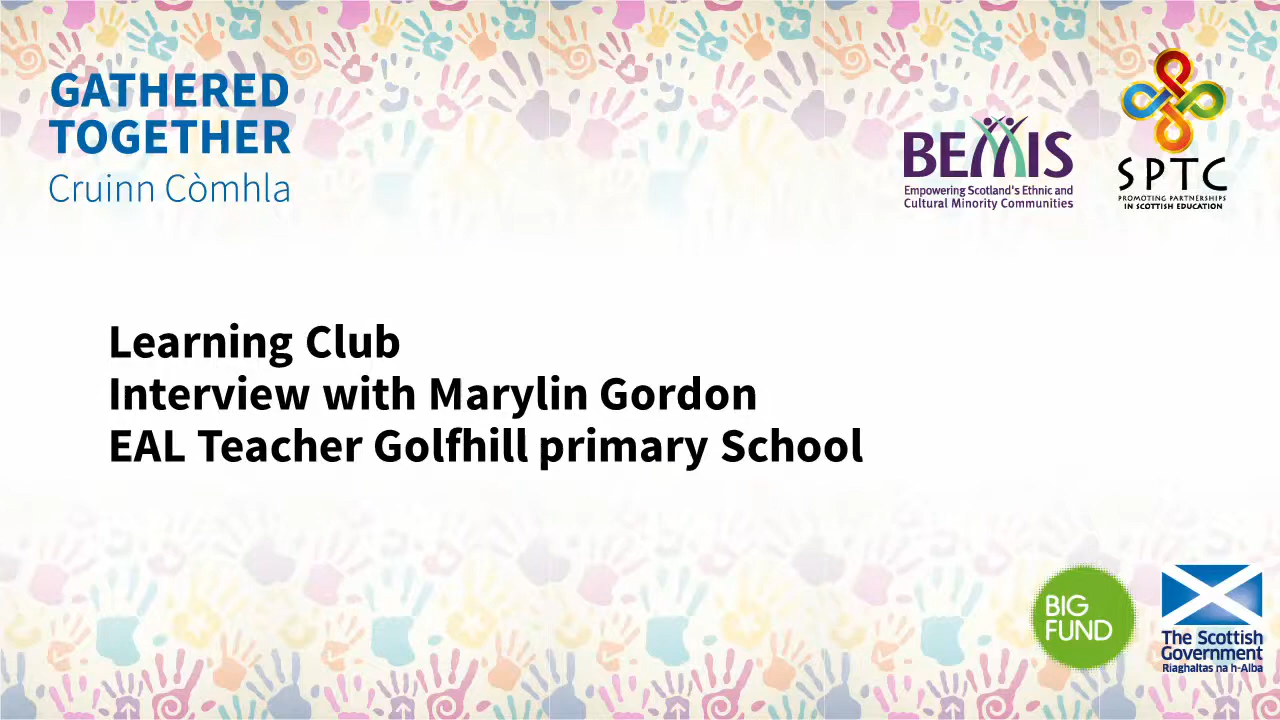 GATHERED
TOGETHER
Cruinn Còmhla
BEMIS
Empowering Scotland's Ethnic and
Cultural Minority Communities
SPTC
PROMOTING PARTNERSHIPS
IN SCOTTISH EDUCATION
Learning Club
Interview with Marylin Gordon
EAL Teacher Golfhill primary School
BIG
FUND
The Scottish
Government
Riaghaltas na h-Alba